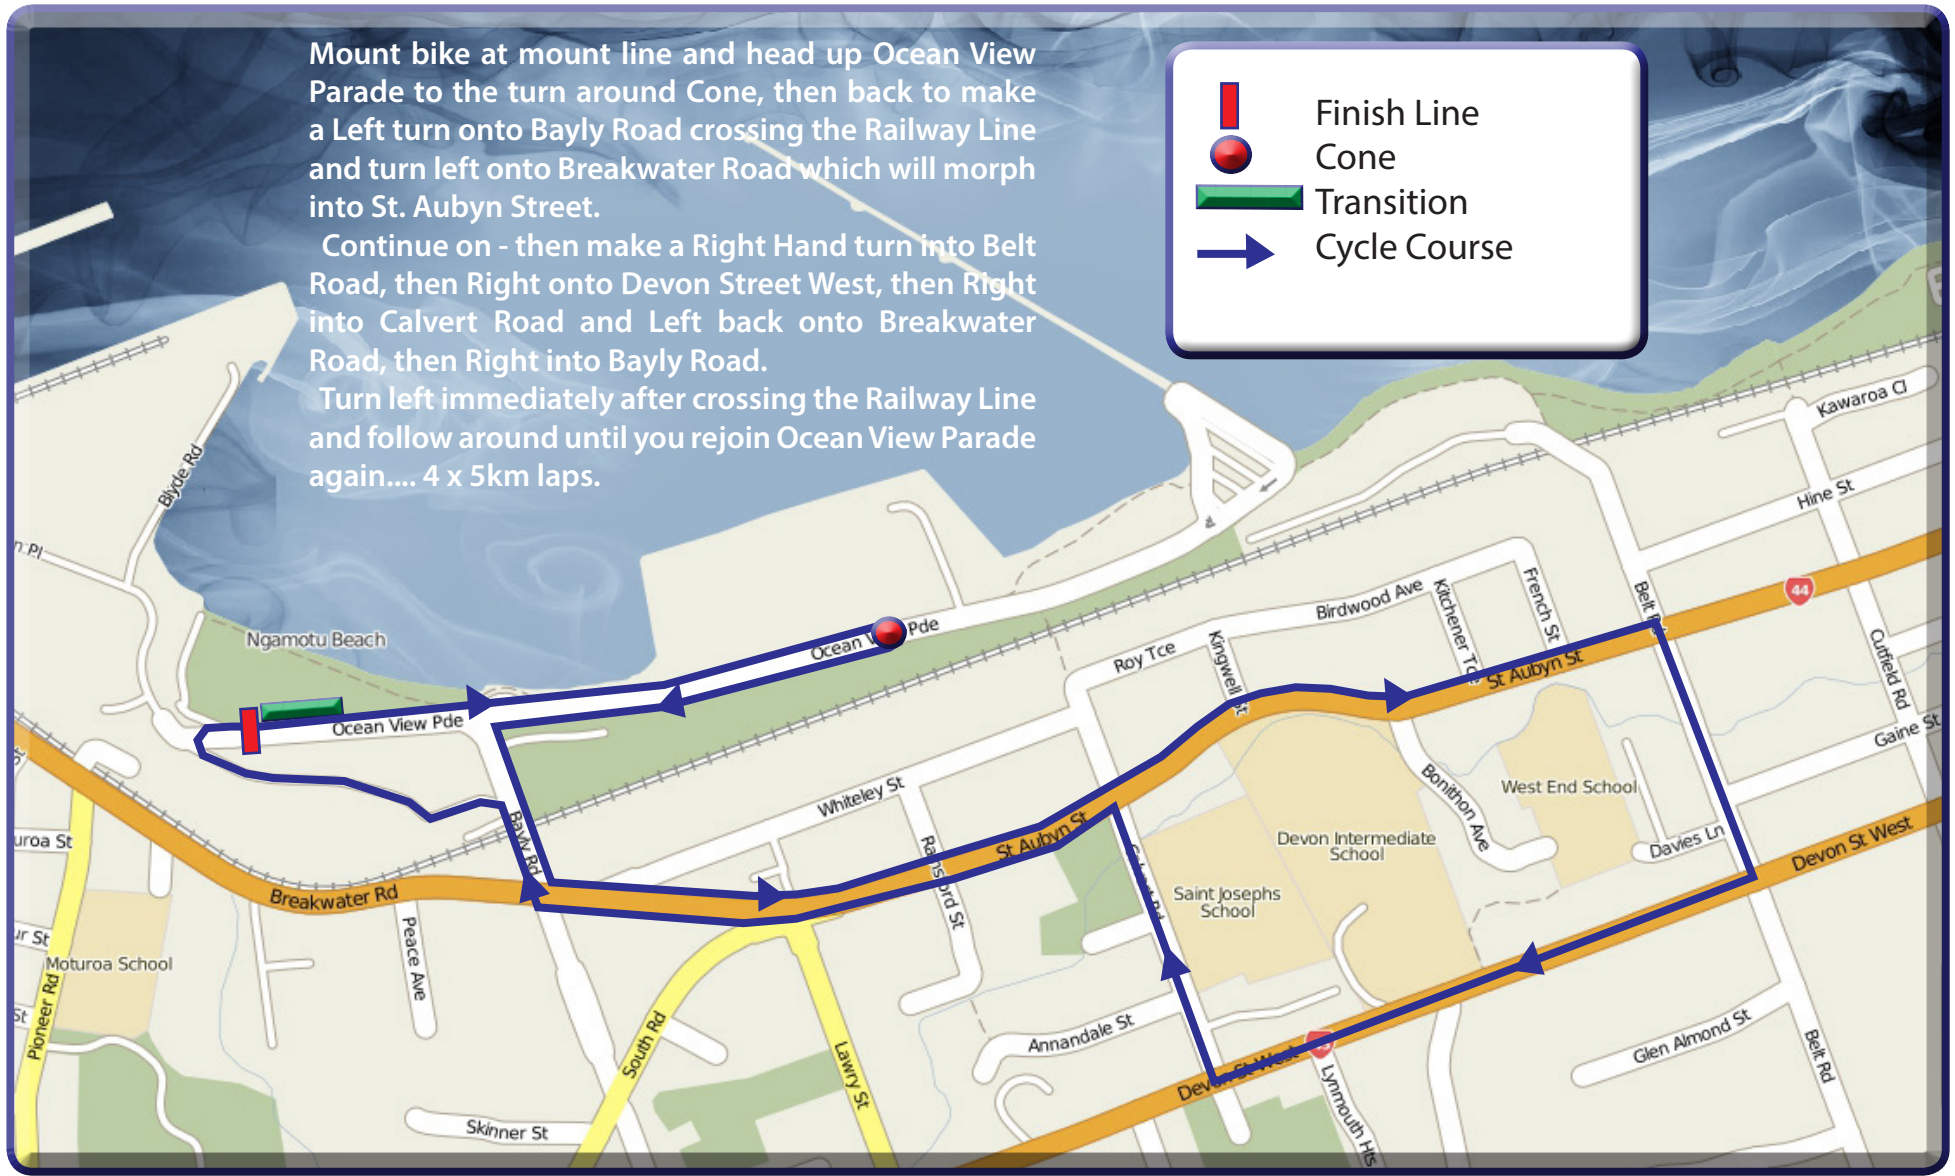 Mount bike at mount line and head up Ocean View
Parade to the turn around Cone, then back to make
a Left turn onto Bayly Road crossing the Railway Line
and turn left onto Breakwater Road which will morph
into St. Aubyn Street.
Continue on - then make a Right Hand turn into Belt
Road, then Right onto Devon Street West, then Right
into Calvert Road and Left back onto Breakwater
Road, then Right into Bayly Road.
Turn left immediately after crossing the Railway Line
and follow around until you rejoin Ocean View Parade
again.... 4 x 5km laps.
Finish Line
Cone
Transition
Cycle Course
Kawaroa Cl
Hine St
Blyde Rd
44
Belt
French St
Kitchener
Birdwood Ave
Kingwell St
Roy Tce
Ngamotu Beach
Ocean Pde
Ocean View Pde
Cutfield Rd
Gaine St
St Aubyn St
West End School
Bonithon Ave
Davies Ln
Devon St West
Whiteley St
Bayly Rd
St Aubyn St
Devon Intermediate
School
Saint Josephs
School
Breakwater Rd
Peace Ave
Moturoa School
Pioneer Rd
South Rd
Lawry St
Annandale St
Devon St West
Lynmouth Hts
Glen Almond St
Belt Rd
Skinner St